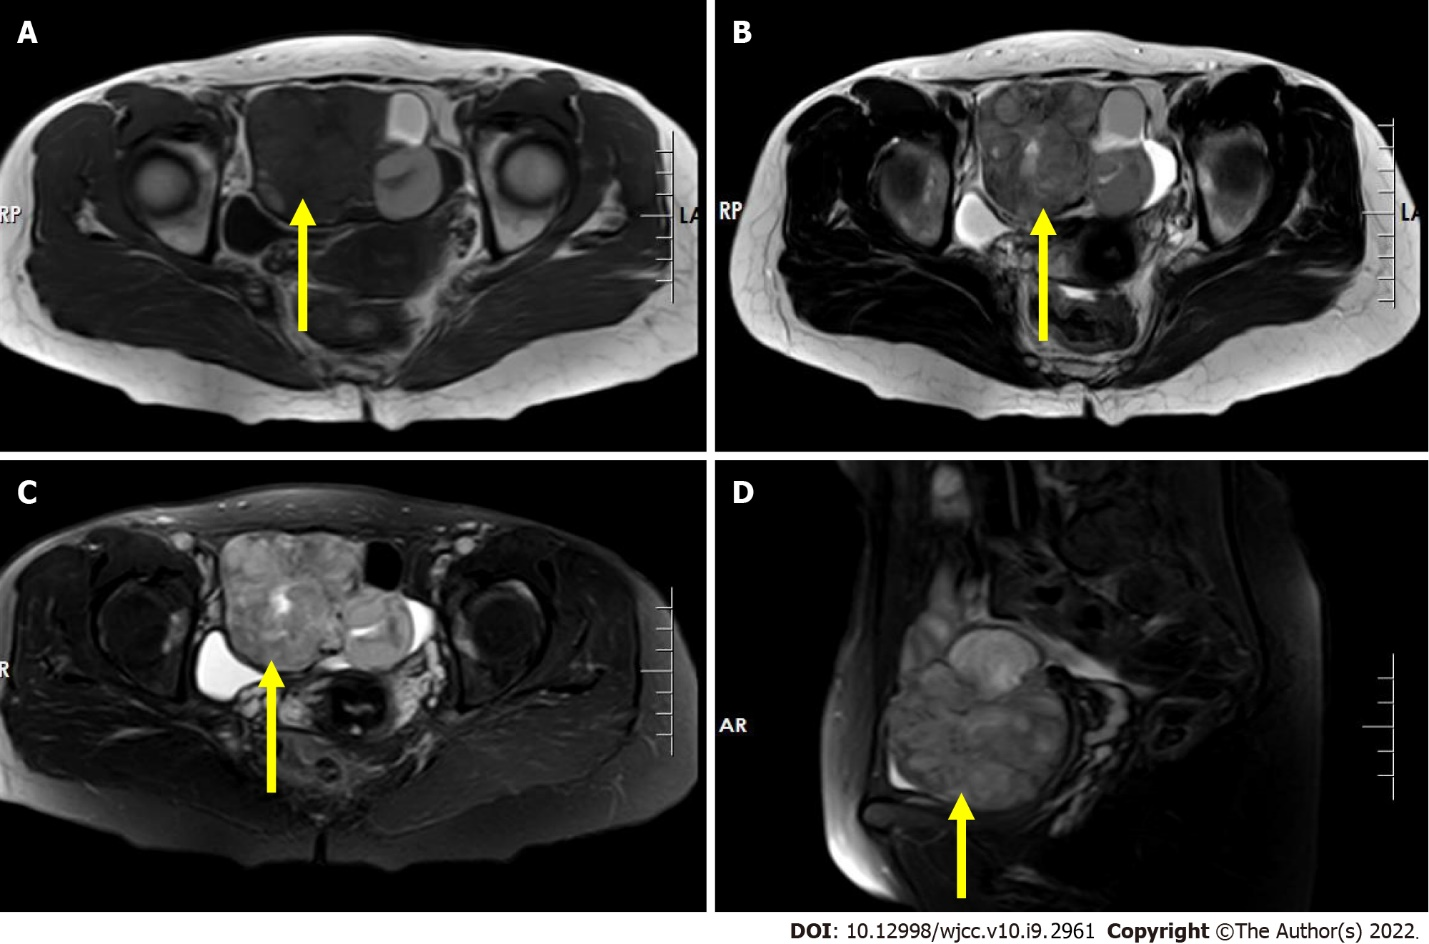 A
B
RP
LA
RP
LA
C
D
R
AR
DOI: 10.12998/wjcc.v10.i9.2961 Copyright ©The Author(s) 2022.